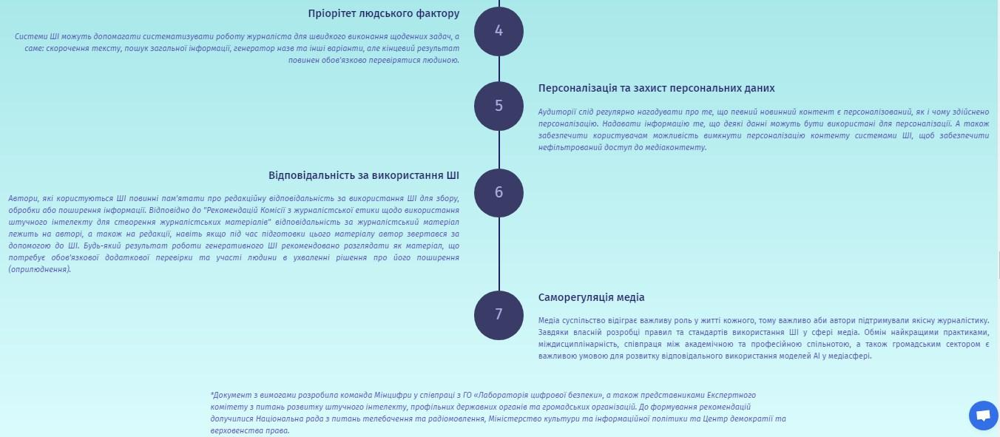 Пріорітет людського фактору
Системи ШІ можуть допомагати систематизувати роботу журналіста для швидкого виконання щоденних задач, а
саме: скорочення тексту, пошук загальної інформації, генератор назв та інші варіанти, але кінцевий результат
повинен обов'язково перевірятися людиною.
4
Персоналізація та захист персональних даних
5
Аудиторії слід регулярно нагадувати про те, що певний новинний контент є персоналізований, як і чому здійснено
персоналізацію. Надавати інформацію те, що деякі данні можуть бути використані для персоналізації. А також
забезпечити користувачам можливість вимкнути персоналізацію контенту системами ШІ, щоб забезпечити
нефільтрований доступ до медіаконтенту.
Відповідальність за використання ШІ
6
Автори, які користуються ШІ повинні пам'ятати про редакційну відповідальність за використання ШІ для збору,
обробки або поширення інформації. Відповідно до "Рекомендацій Комісії з журналістської етики щодо використання
штучного інтелекту для створення журналістських матеріалів" відповідальність за журналістський матеріал
лежить на авторі, а також на редакції, навіть якщо під час підготовки цього матеріалу автор звертався за
допомогою до ШІ. Будь-який результат роботи генеративного ШІ рекомендовано розглядати як матеріал, що
потребує обов'язкової додаткової перевірки та участі людини в ухваленні рішення про його поширення
(оприлюднення).
Саморегуляція медіа
7
Медіа суспільство відіграє важливу роль у житті кожного, тому важливо аби автори підтримували якісну журналістику.
Завдяки власній розробці правил та стандартів використання ШІ у сфері медіа. Обмін найкращими практиками,
міждисциплінарність, співпраця між академічною та професійною спільнотою, а також громадським сектором є
важливою умовою для розвитку відповідального використання моделей АІ у медіасфері.
*Документ з вимогами розробила команда Мінцифри у співпраці з ГО «Лабораторія цифрової безпеки», а також представниками Експертного
комітету з питань розвитку штучного інтелекту, профільних державних органів та громадських організацій. До формування рекомендацій
долучилися Національна рада з питань телебачення та радіомовлення, Міністерство культури та інформаційної політики та Центр демократії та
верховенства права.